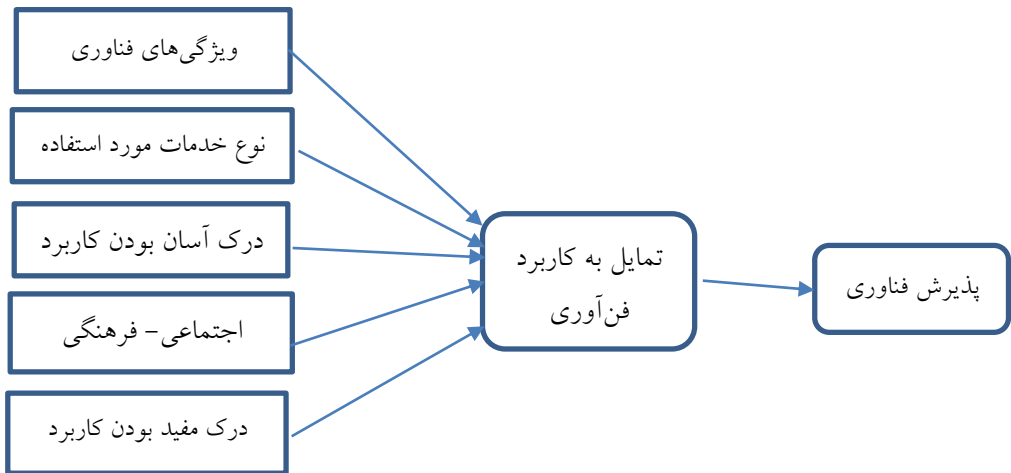 ویژگی‌های فناوری
نوع خدمات مورد استفاده
درک آسان بودن کاربرد
اجتماعی– فرهنگی
درک مفید بودن کاربرد
تمایل به کاربرد
فن‌آوری
پذیرش فناوری